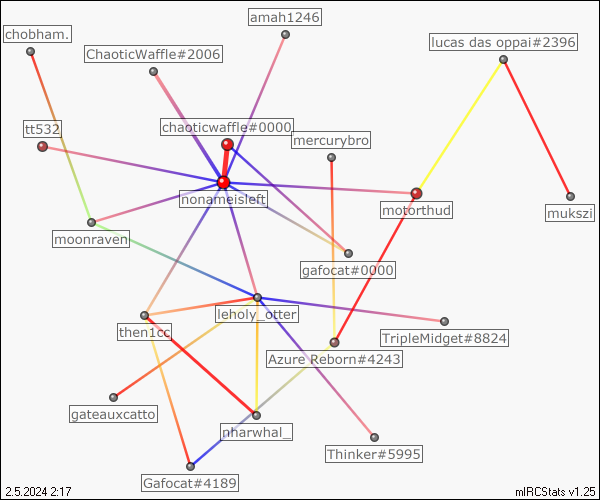 amah1246
chobham.
lucas das oppai#2396
ChaoticWaffle#2006
tt532
chaoticwaffle#0000
mercurybro
nonameisleft
motorthud
mukszi
moonraven
gafocat#0000
leholy_otter
then1cc
TripleMidget#8824
Azure Reborn#4243
gateauxcatto
nharwhal_
Thinker#5995
Gafocat#4189
2.5.2024 2:17
mIRCStats v1.25